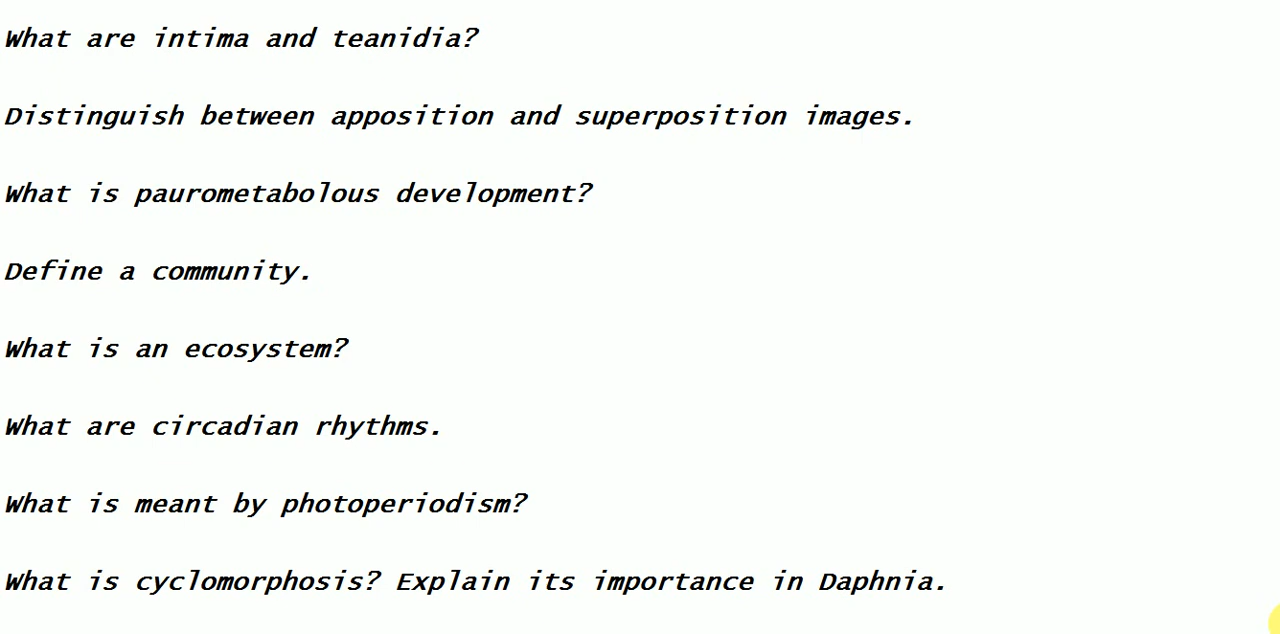 What are intima and teanidia?
Distinguish between apposition and superposition images.
What is paurometabolous development?
Define a community.
What is an ecosystem?
What are circadian rhythms.
What is meant by photoperiodism?
What is cyclomorphosis? Explain its importance in Daphnia.